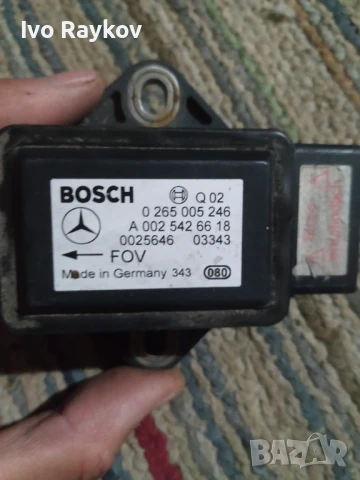 Ivo Raykov
BOSCH Q 02
0 265 005 246
A 002 542 66 18
0025646 03343
FOV
Made in Germany 343 080
BAZAR